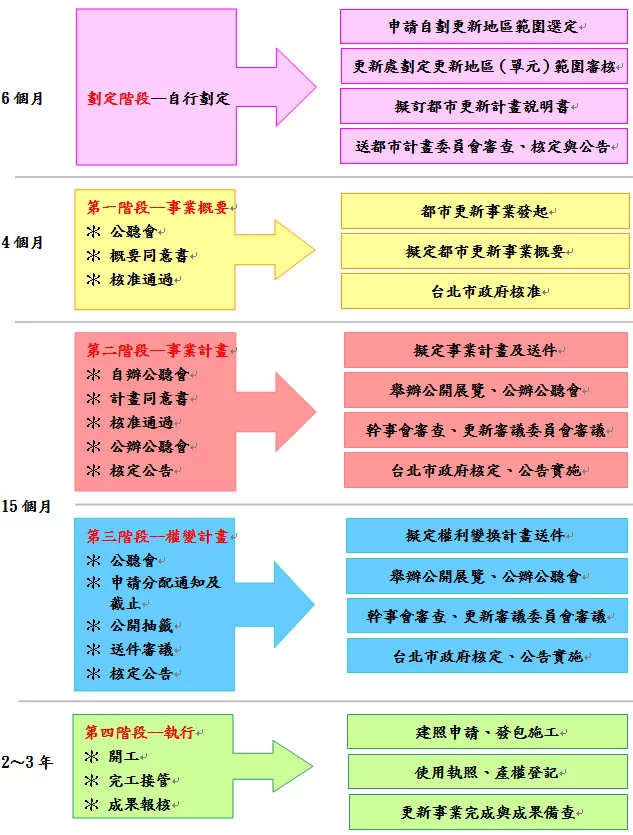 6個月
劃定階段—自行劃定
申請自劃更新地區範圍選定
更新處劃定更新地區(單元)範圍審核
擬訂都市更新計畫說明書
送都市計畫委員會審查、核定與公告
4個月
第一階段—事業概要
＊ 公聽會
＊ 概要同意書
＊ 核准通過
都市更新事業發起
擬定都市更新事業概要
台北市政府核准
15個月
第二階段—事業計畫
＊ 自辦公聽會
＊ 計畫同意書
＊ 核准通過
＊ 公辦公聽會
＊ 核定公告
擬定事業計畫及送件
舉辦公開展覽、公辦公聽會
幹事會審查、更新審議委員會審議
台北市政府核定、公告實施
第三階段—權變計畫
＊ 公聽會
＊ 申請分配通知及
截止
＊ 公開抽籤
＊ 送件審議
＊ 核定公告
擬定權利變換計畫送件
舉辦公開展覽、公辦公聽會
幹事會審查、更新審議委員會審議
台北市政府核定、公告實施
2～3年
第四階段—執行
＊ 開工
＊ 完工接管
＊ 成果報核
建照申請、發包施工
使用執照、產權登記
更新事業完成與成果備查